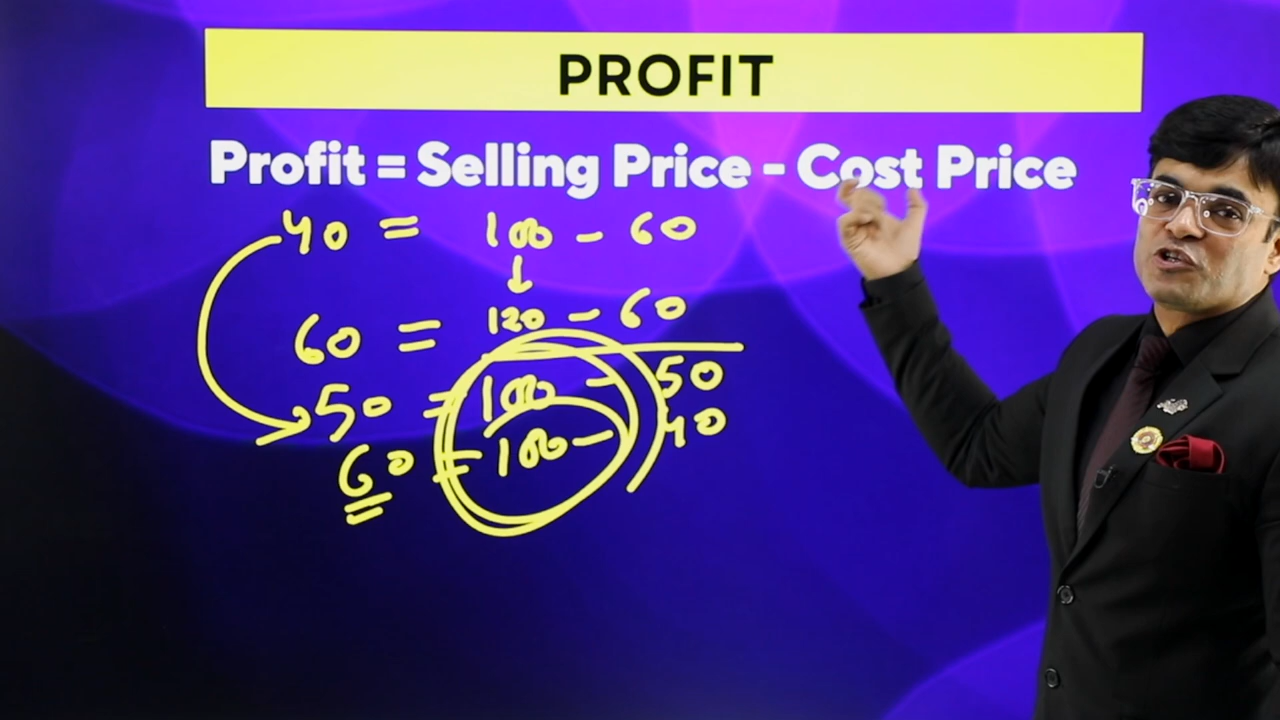 PROFIT
Profit = Selling Price - Cost Price
40 = 100 - 60
120 - 60
60 =
50 = 100 - 50
60 = 100 - 40